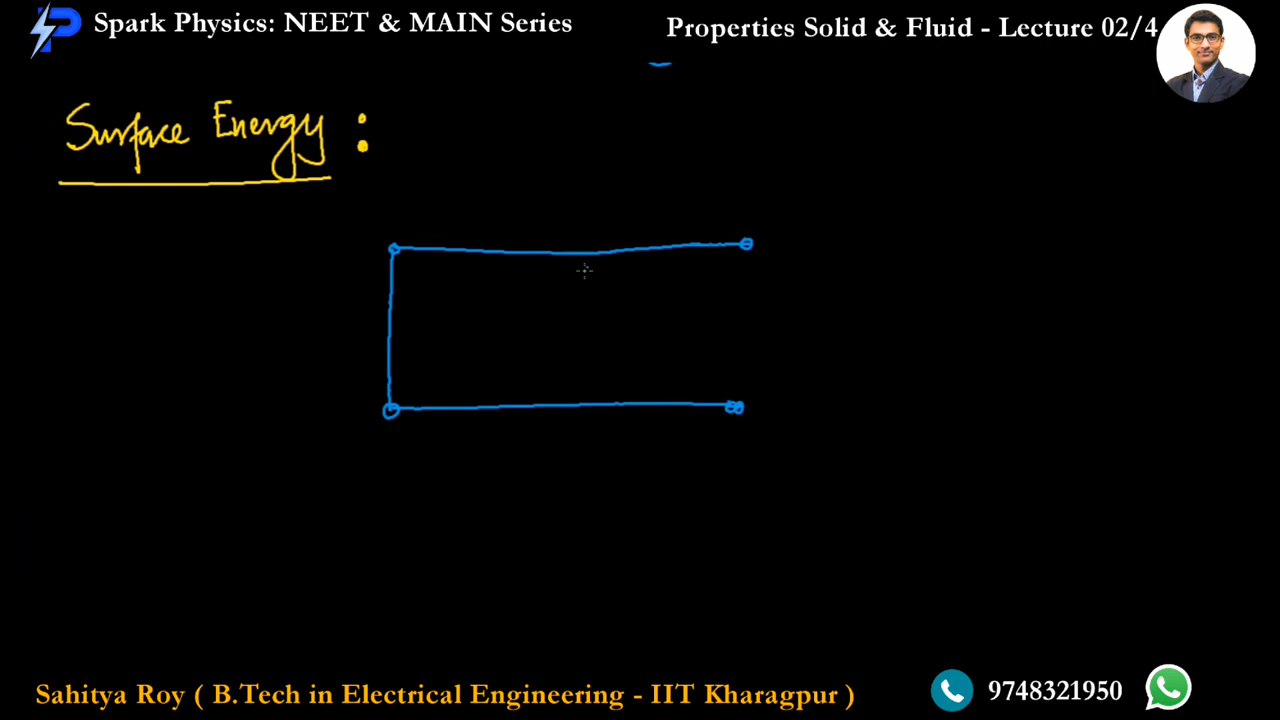 Spark Physics: NEET & MAIN Series
Properties Solid & Fluid - Lecture 02/4
Surface Energy :
Sahitya Roy ( B.Tech in Electrical Engineering - IIT Kharagpur )
9748321950